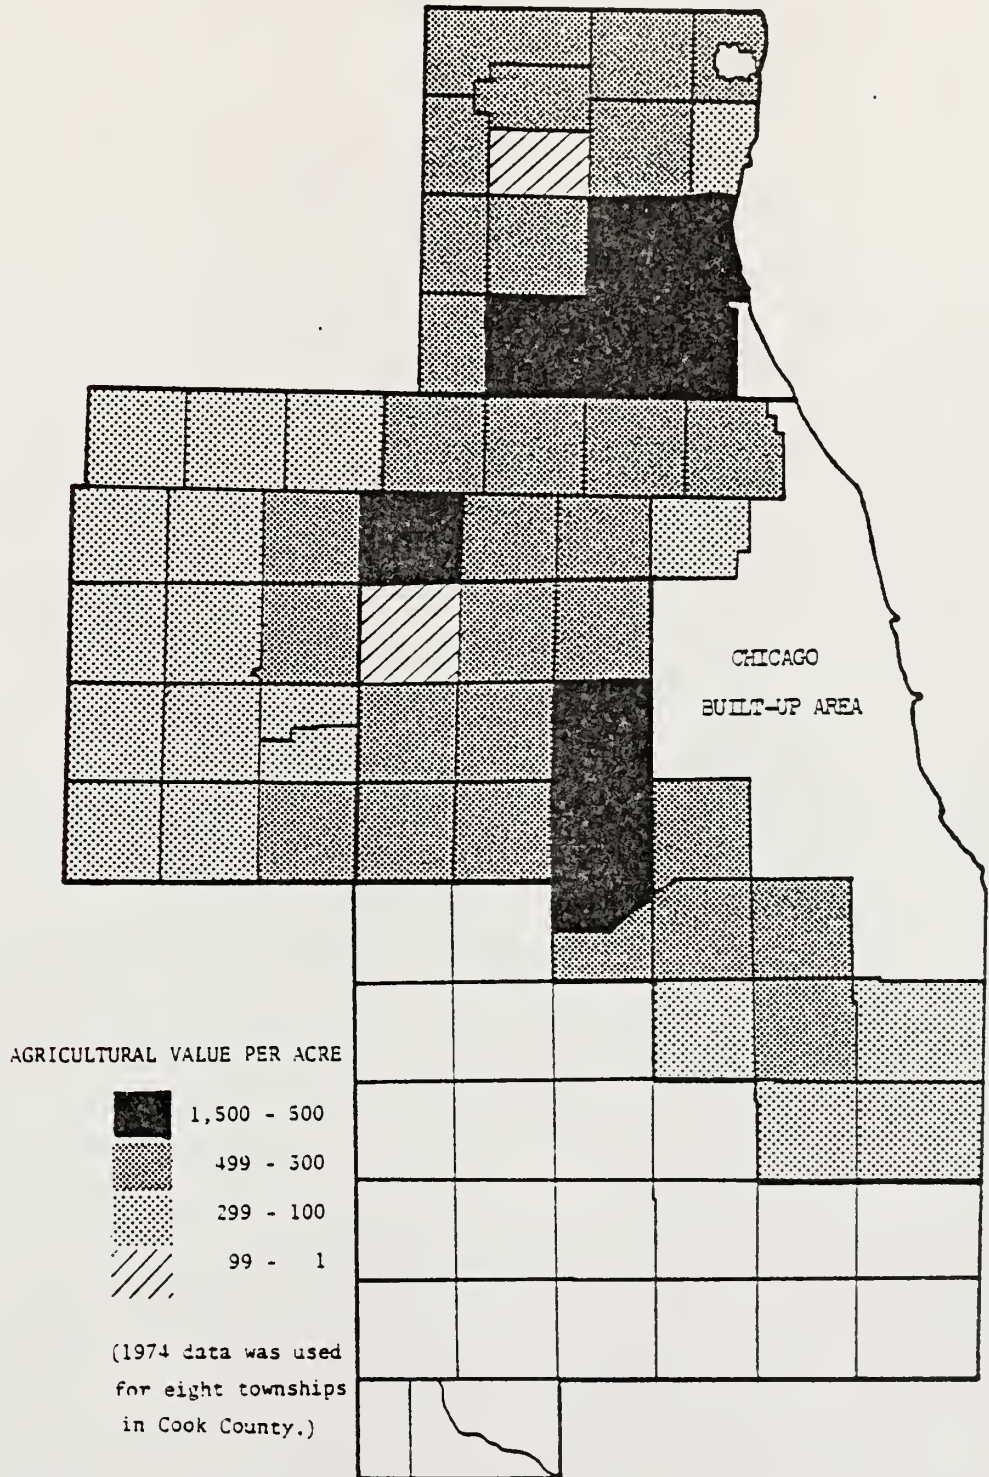 CHICAGO
BUILT-UP AREA
AGRICULTURAL VALUE PER ACRE
1,500 - 500
499 - 300
299 - 100
99 - 1
(1974 data was used
for eight townships
in Cook County.)